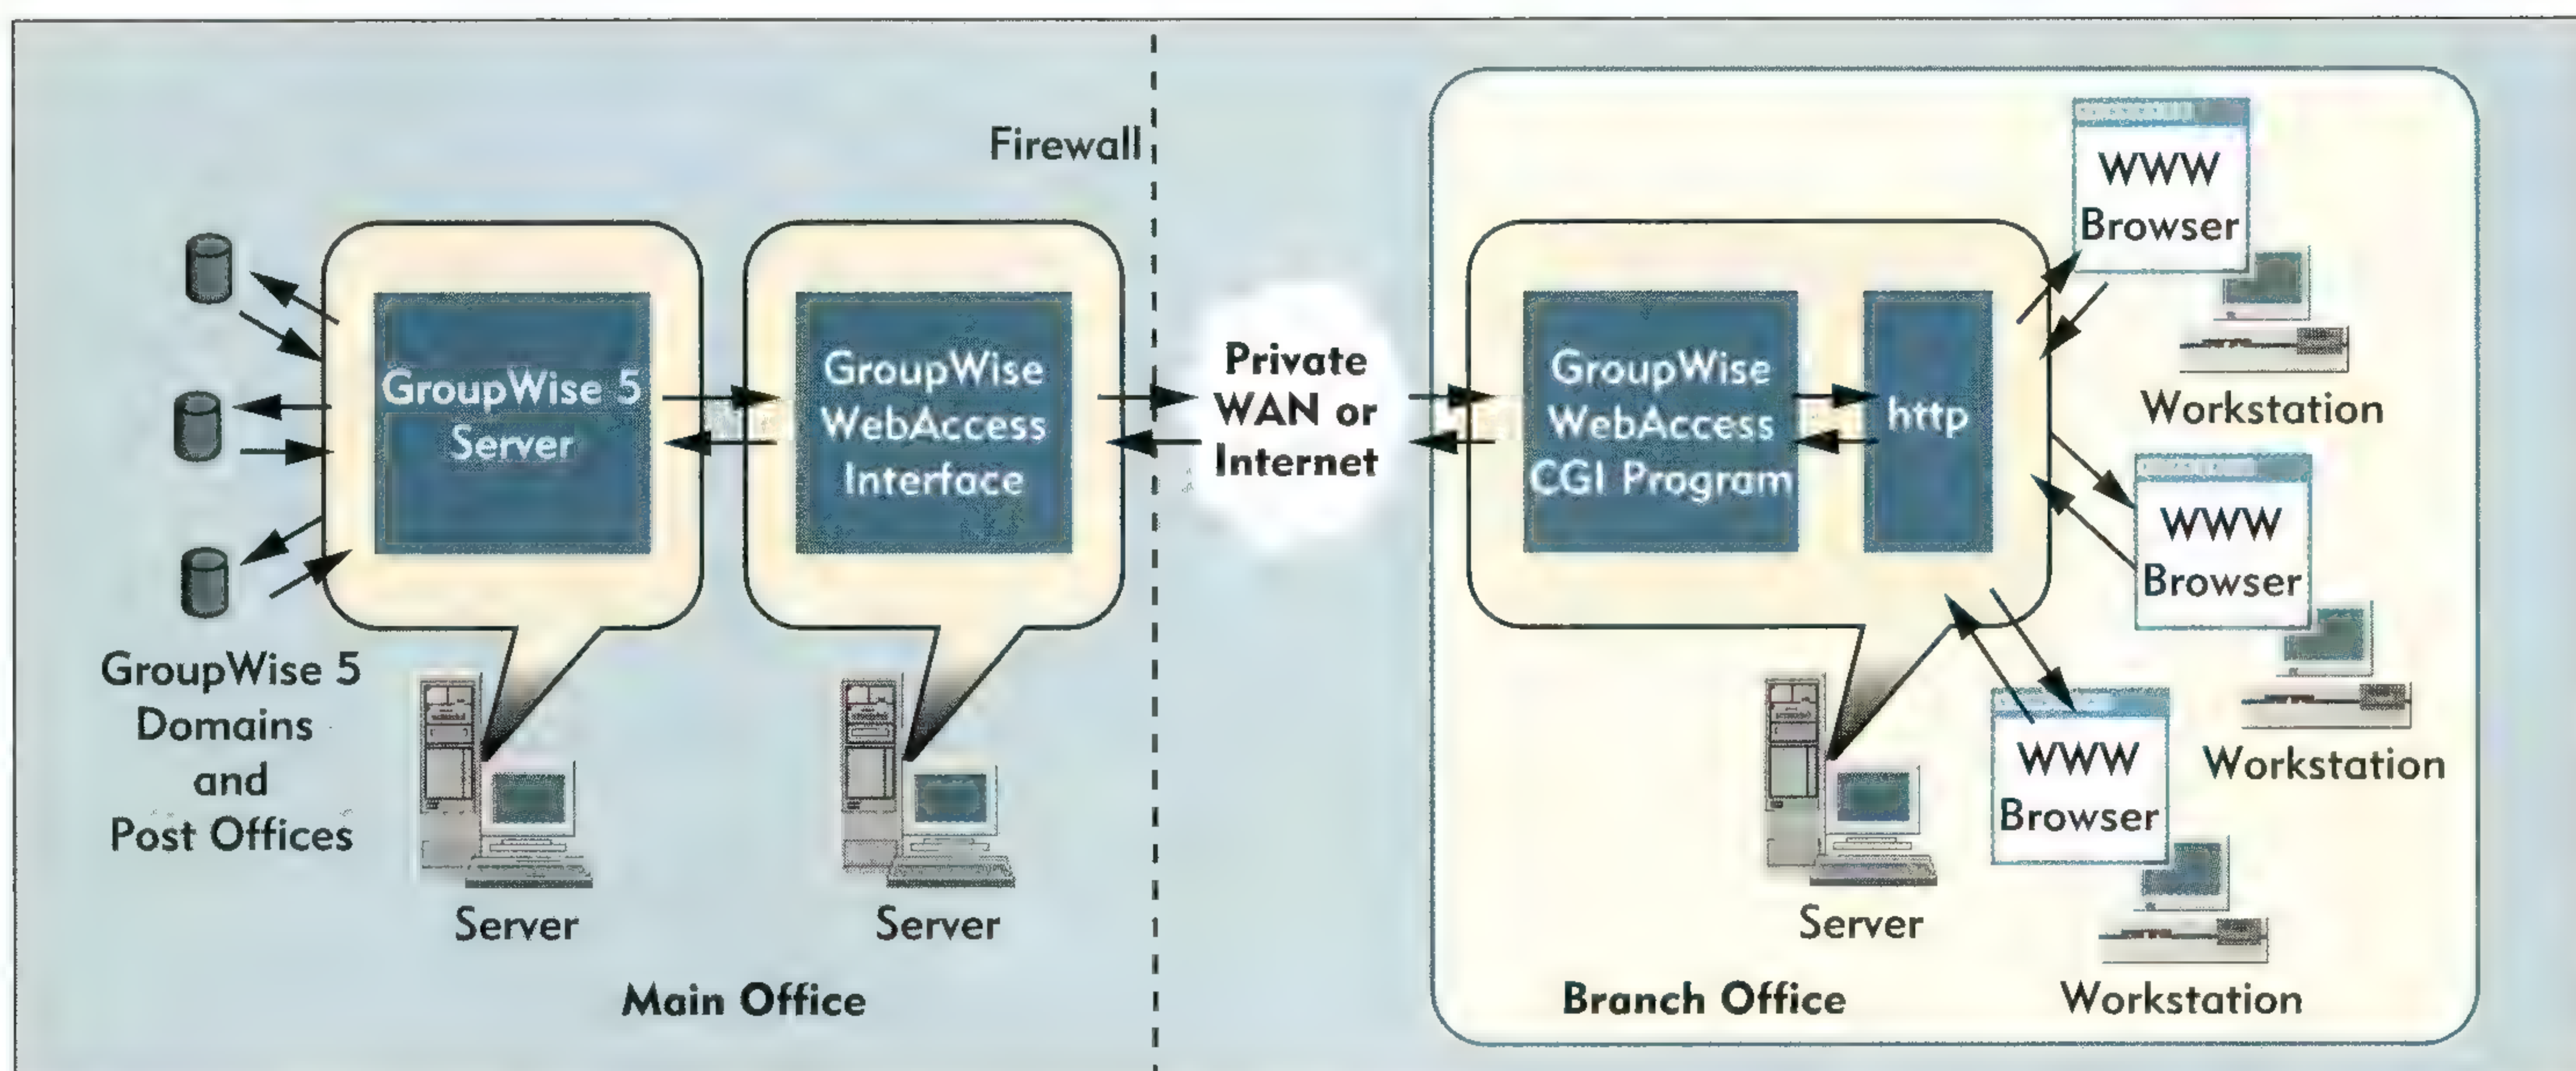 Firewall
GroupWise 5
Server
GroupWise
WebAccess
Interface
Private
WAN or
Internet
GroupWise
WebAccess
CGI Program
http
WWW
Browser
Workstation
WWW
Browser
Workstation
WWW
Browser
Workstation
GroupWise 5
Domains
and
Post Offices
Server
Server
Server
Main Office
Branch Office